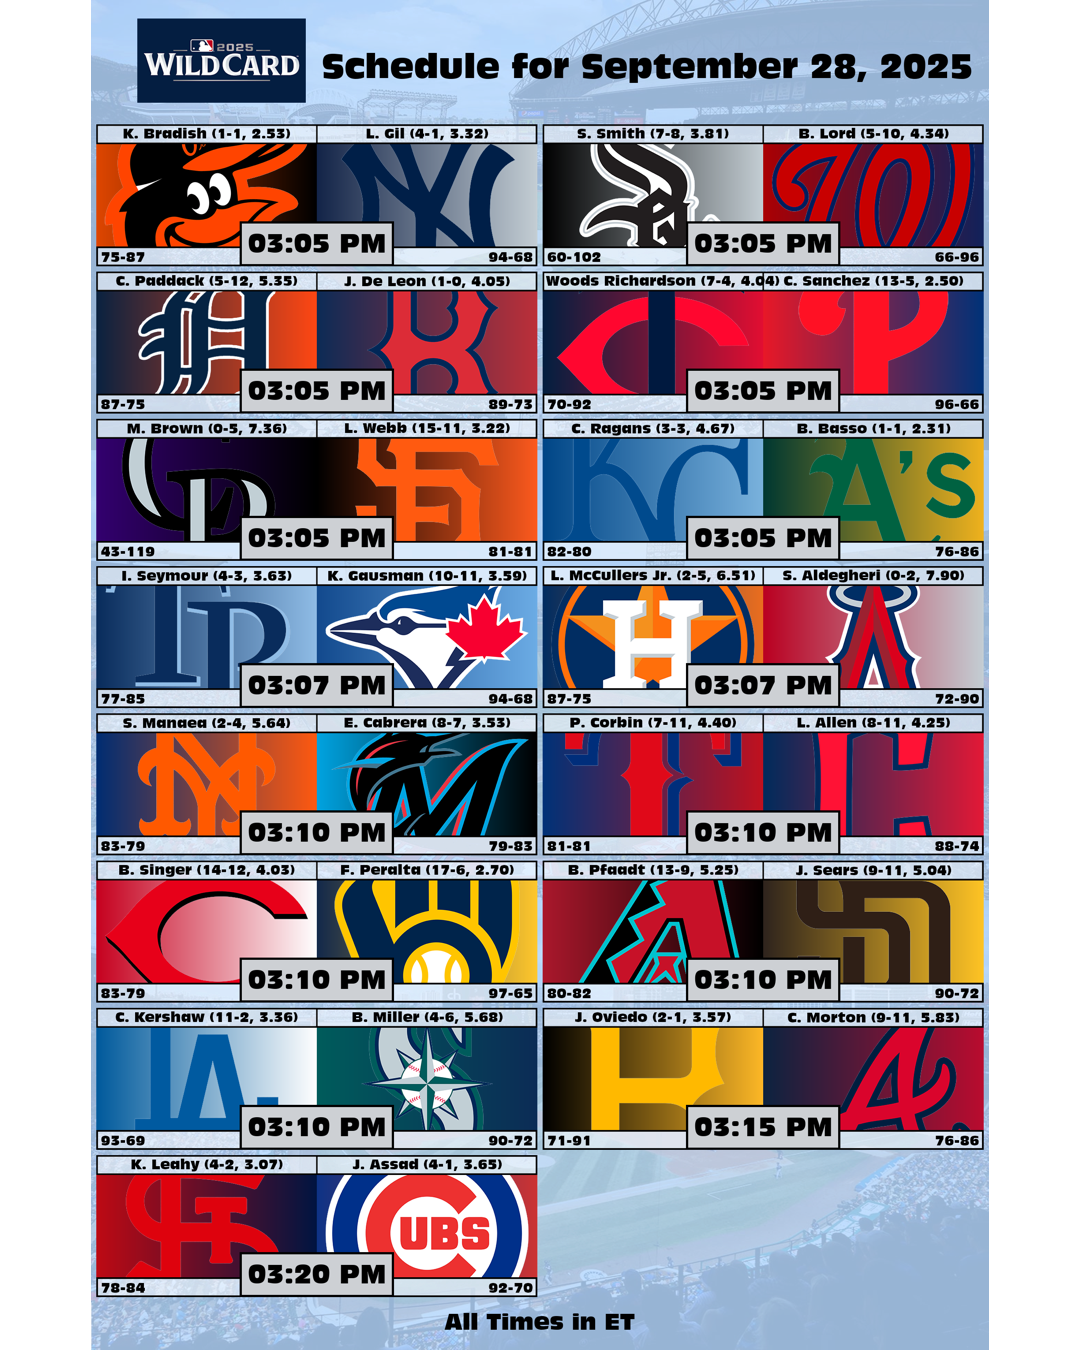 2025
WILD CARD
Schedule for September 28, 2025
K. Bradish (1-1, 2.53) L. Gil (4-1, 3.32)
03:05 PM
75-87 94-68
S. Smith (7-8, 3.81) B. Lord (5-10, 4.34)
03:05 PM
60-102 66-96
C. Paddack (5-12, 5.35) J. De Leon (1-0, 4.05)
03:05 PM
87-75 89-73
Woods Richardson (7-4, 4.04) C. Sanchez (13-5, 2.50)
03:05 PM
70-92 96-66
M. Brown (0-5, 7.36) L. Webb (15-11, 3.22)
03:05 PM
43-119 81-81
C. Ragans (3-3, 4.67) B. Basso (1-1, 2.31)
KC A's
03:05 PM
82-80 76-86
I. Seymour (4-3, 3.63) K. Gausman (10-11, 3.59)
03:07 PM
77-85 94-68
L. McCullers Jr. (2-5, 6.51) S. Aldegheri (0-2, 7.90)
03:07 PM
87-75 72-90
S. Manaea (2-4, 5.64) E. Cabrera (8-7, 3.53)
03:10 PM
83-79 79-83
P. Corbin (7-11, 4.40) L. Allen (8-11, 4.25)
03:10 PM
81-81 88-74
B. Singer (14-12, 4.03) F. Peralta (17-6, 2.70)
03:10 PM
83-79 97-65
B. Pfaadt (13-9, 5.25) J. Sears (9-11, 5.04)
03:10 PM
80-82 90-72
C. Kershaw (11-2, 3.36) B. Miller (4-6, 5.68)
LA
03:10 PM
93-69 90-72
J. Oviedo (2-1, 3.57) C. Morton (9-11, 5.83)
03:15 PM
71-91 76-86
K. Leahy (4-2, 3.07) J. Assad (4-1, 3.65)
CUBS
03:20 PM
78-84 92-70
All Times in ET